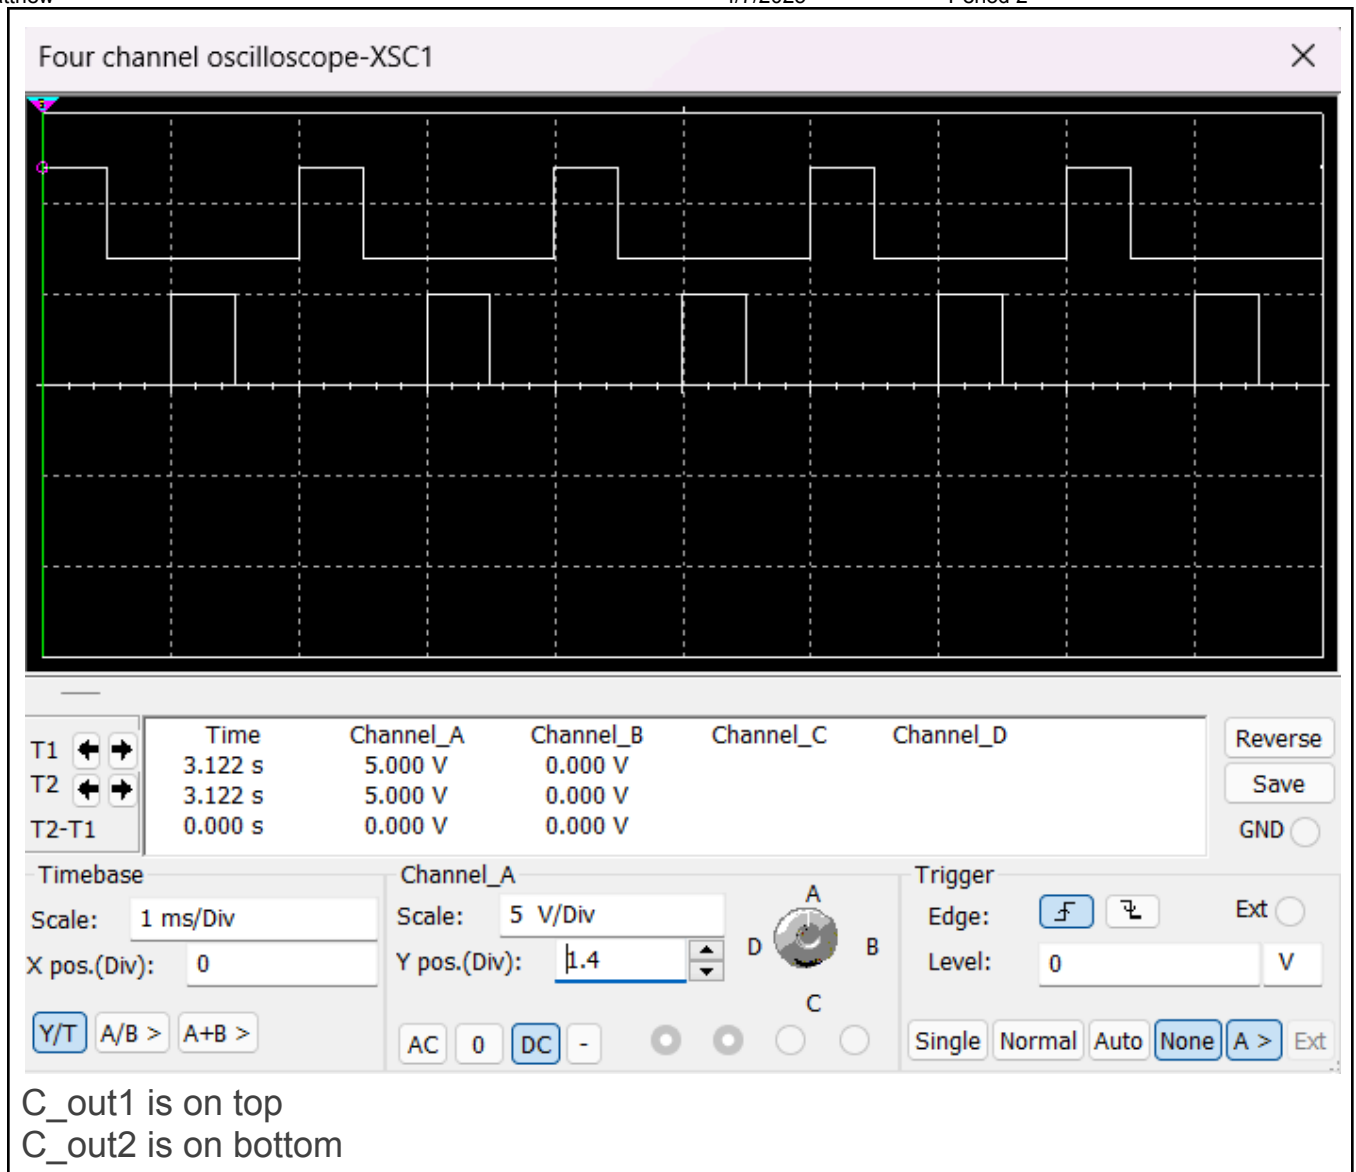 Four channel oscilloscope-XSC1
Time Channel_A Channel_B Channel_C Channel_D
T1 3.122 s 5.000 V 0.000 V
T2 3.122 s 5.000 V 0.000 V
T2-T1 0.000 s 0.000 V 0.000 V
Reverse
Save
GND
Timebase
Scale: 1 ms/Div
X pos.(Div): 0
Y/T A/B > A+B >
Channel_A
Scale: 5 V/Div
Y pos.(Div): 1.4
AC 0 DC -
A
D B
C
Trigger
Edge: Ext
Level: 0 V
Single Normal Auto None A > Ext
C_out1 is on top
C_out2 is on bottom